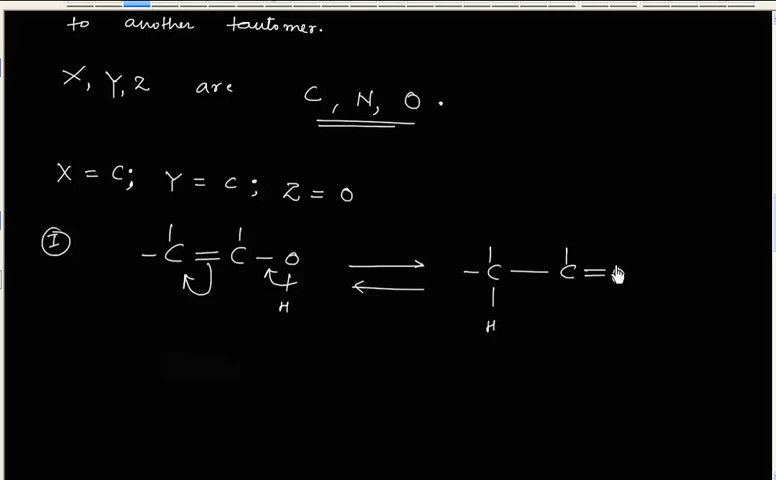 to another tautomer.
X, Y, Z are C, N, O.
X = C; Y = C; Z = O
I
- C = C - O ⇌ - C - C =
H
H